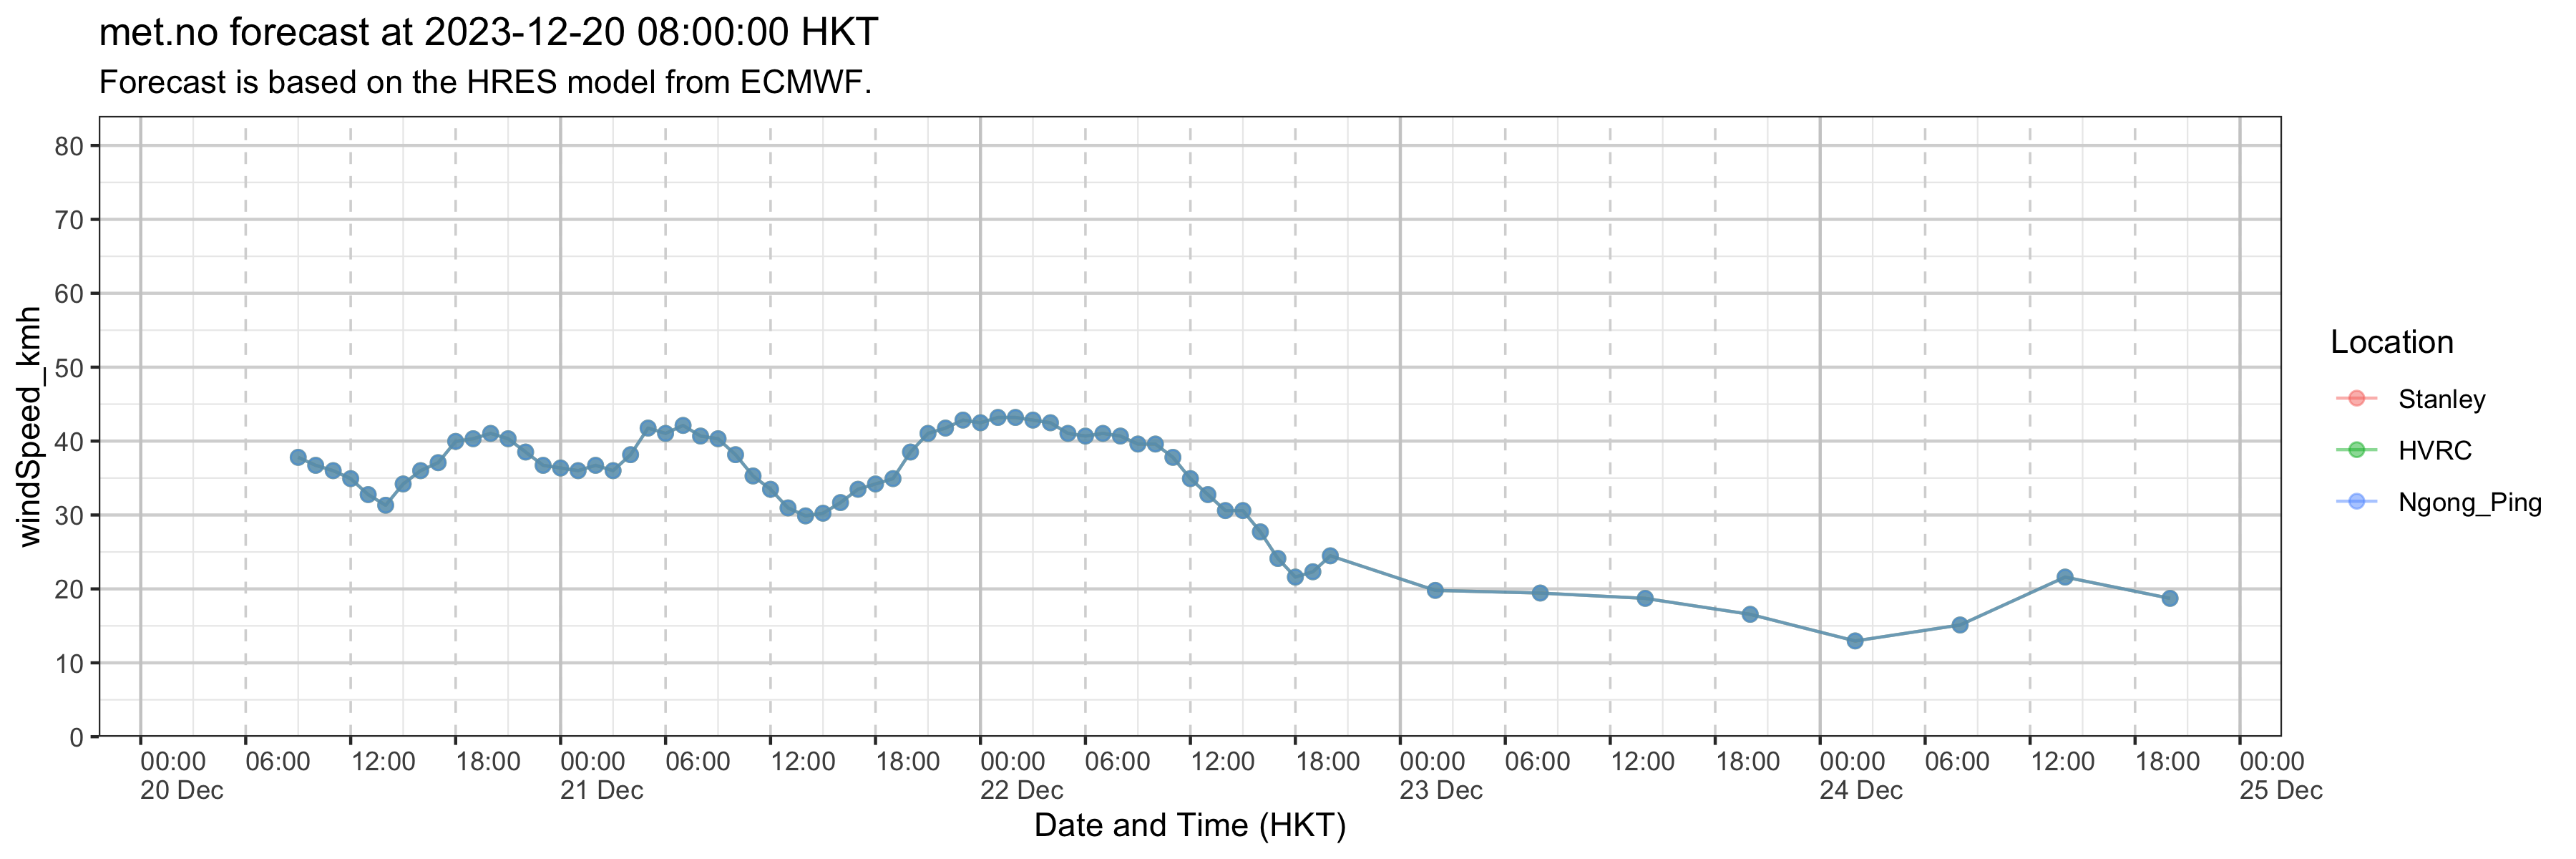 met.no forecast at 2023-12-20 08:00:00 HKT
Forecast is based on the HRES model from ECMWF.
windSpeed_kmh
80
70
60
50
40
30
20
10
0
00:00 06:00 12:00 18:00 00:00 06:00 12:00 18:00 00:00 06:00 12:00 18:00 00:00 06:00 12:00 18:00 00:00 06:00 12:00 18:00 00:00
20 Dec 21 Dec 22 Dec 23 Dec 24 Dec 25 Dec
Date and Time (HKT)
Location
Stanley
HVRC
Ngong_Ping